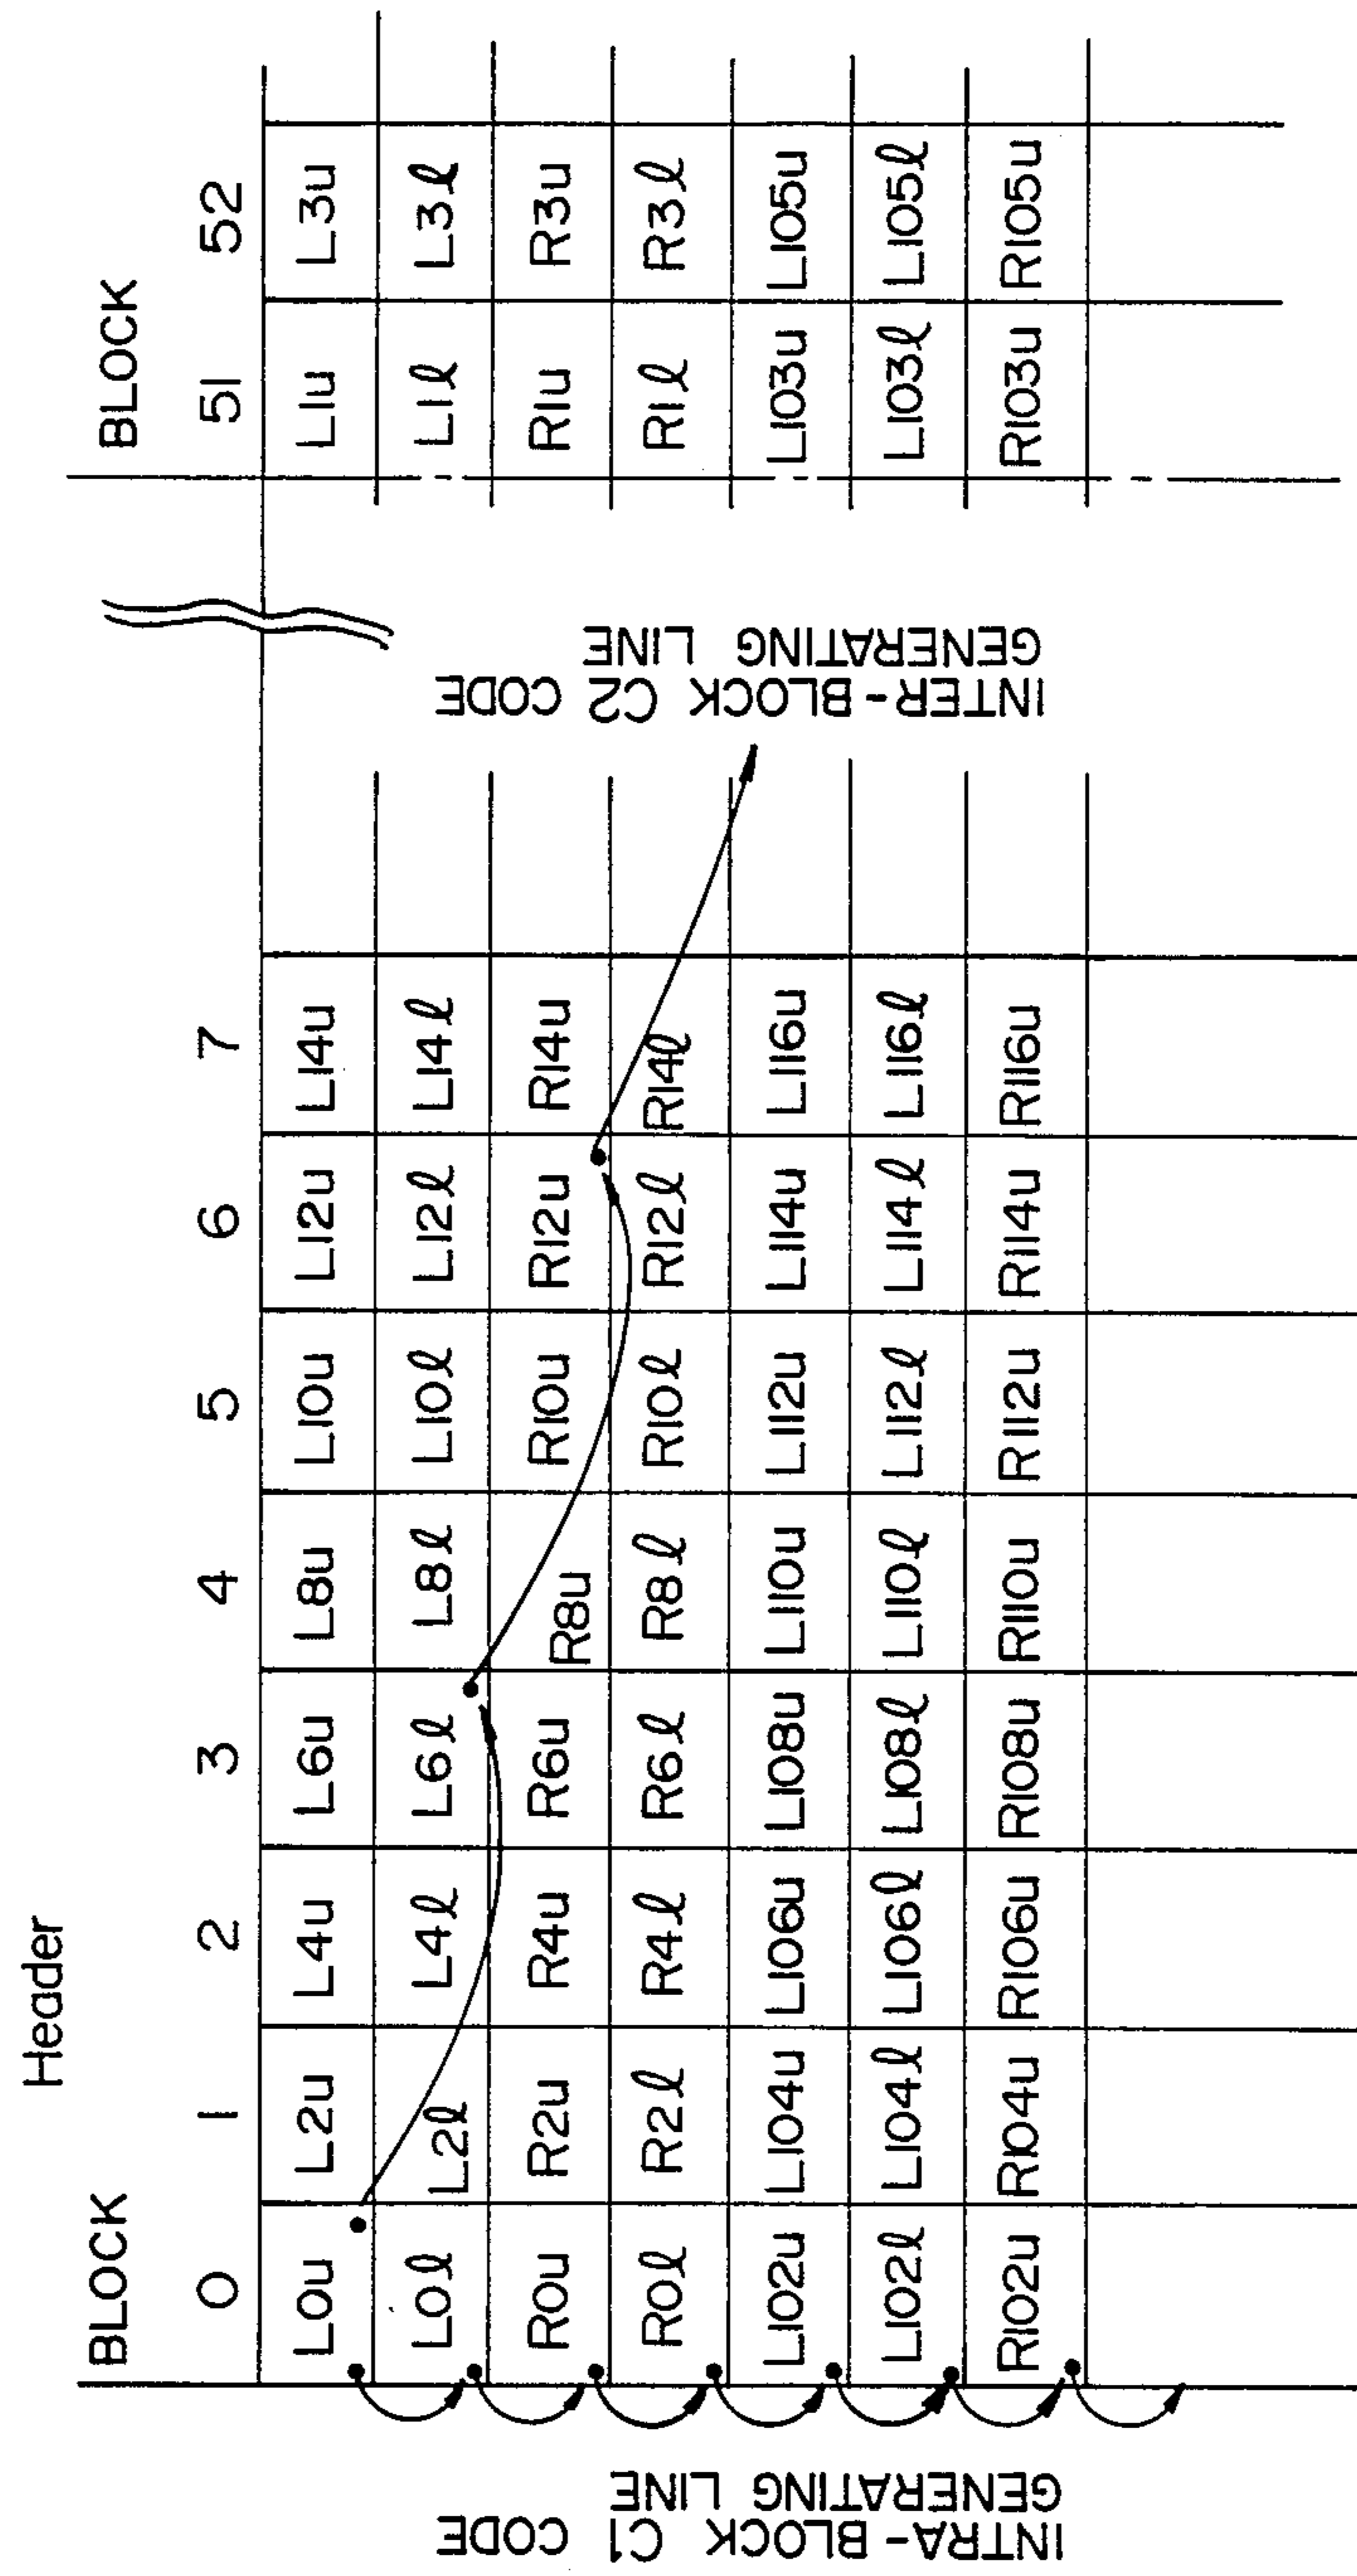 Header
BLOCK BLOCK
0 1 2 3 4 5 6 7 51 52
L0u L2u L4u L6u L8u L10u L12u L14u L1u L3u
L0ℓ L2ℓ L4ℓ L6ℓ L8ℓ L10ℓ L12ℓ L14ℓ L1ℓ L3ℓ
R0u R2u R4u R6u R8u R10u R12u R14u R1u R3u
R0ℓ R2ℓ R4ℓ R6ℓ R8ℓ R10ℓ R12ℓ R14ℓ R1ℓ R3ℓ
L102u L104u L106u L108u L110u L112u L114u L116u L103u L105u
L102ℓ L104ℓ L106ℓ L108ℓ L110ℓ L112ℓ L114ℓ L116ℓ L103ℓ L105ℓ
R102u R104u R106u R108u R110u R112u R114u R116u R103u R105u
INTRA-BLOCK C1 CODE
GENERATING LINE
INTER-BLOCK C2 CODE
GENERATING LINE